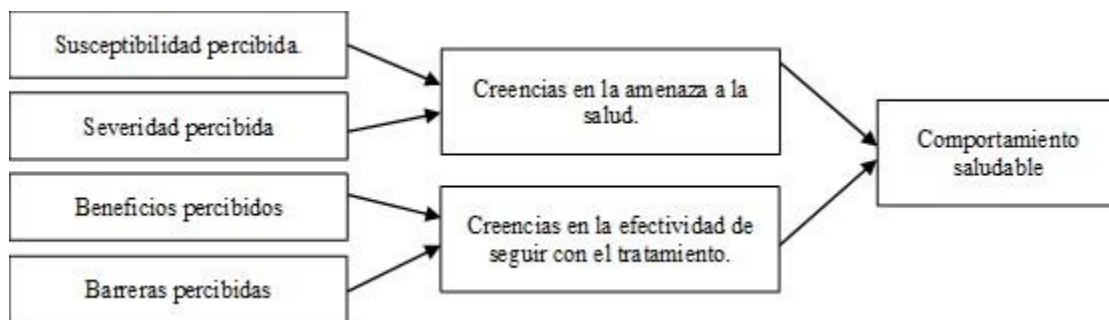 Susceptibilidad percibida.
Severidad percibida
Beneficios percibidos
Barreras percibidas
Creencias en la amenaza a la
salud.
Creencias en la efectividad de
seguir con el tratamiento.
Comportamiento
saludable